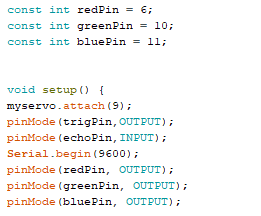 const int redPin = 6;
const int greenPin = 10;
const int bluePin = 11;
void setup() {
myservo.attach(9);
pinMode(trigPin,OUTPUT);
pinMode(echoPin,INPUT);
Serial.begin(9600);
pinMode(redPin, OUTPUT);
pinMode(greenPin, OUTPUT);
pinMode(bluePin, OUTPUT);